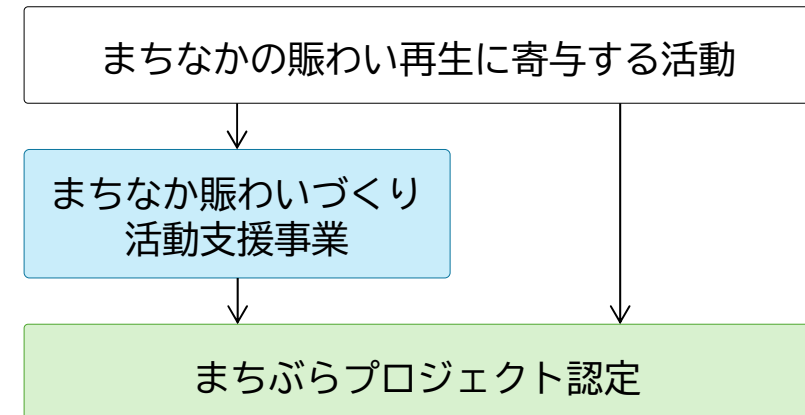 まちなかの賑わい再生に寄与する活動
まちなか賑わいづくり
活動支援事業
まちぶらプロジェクト認定